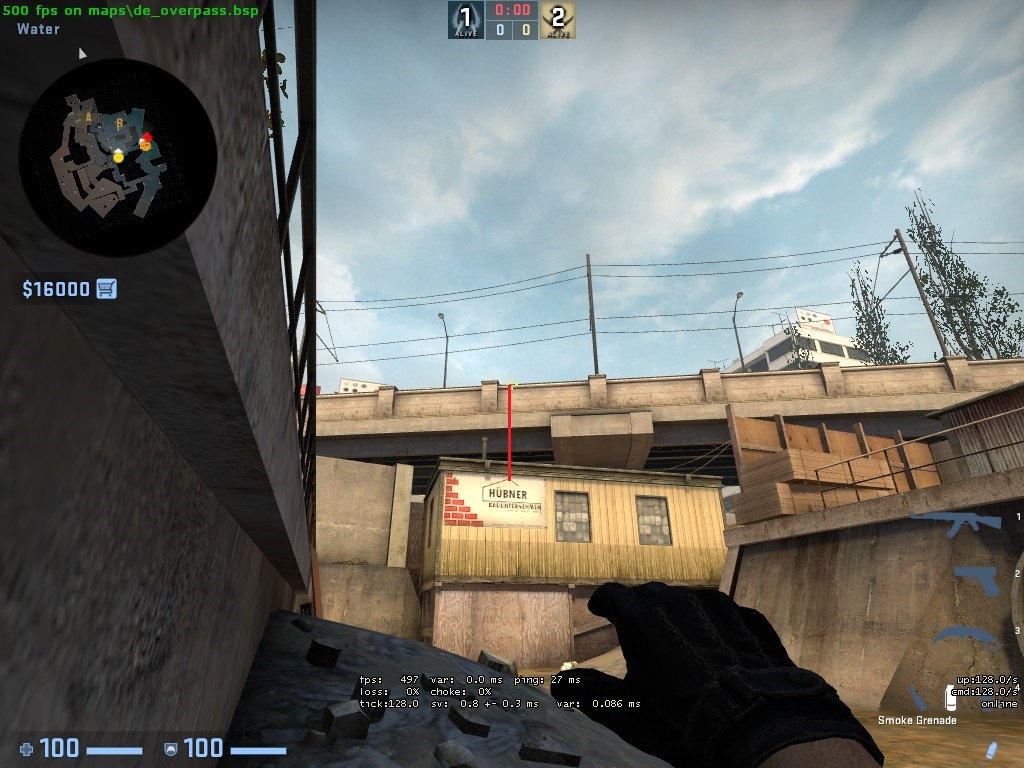 500 fps on maps\de_overpass.bsp
Water
1
ALIVE
0:00
0 0
2
ALIVE
A
B
$16000
HÜBNER
BAUUNTERNEHMEN
1
2
3
4
fps: 497 var: 0.0 ms ping: 27 ms
loss: 0% choke: 0%
tick:128.0 sv: 0.8 +- 0.3 ms var: 0.086 ms
up:128.0/s
cmd:128.0/s
online
Smoke Grenade
100
100